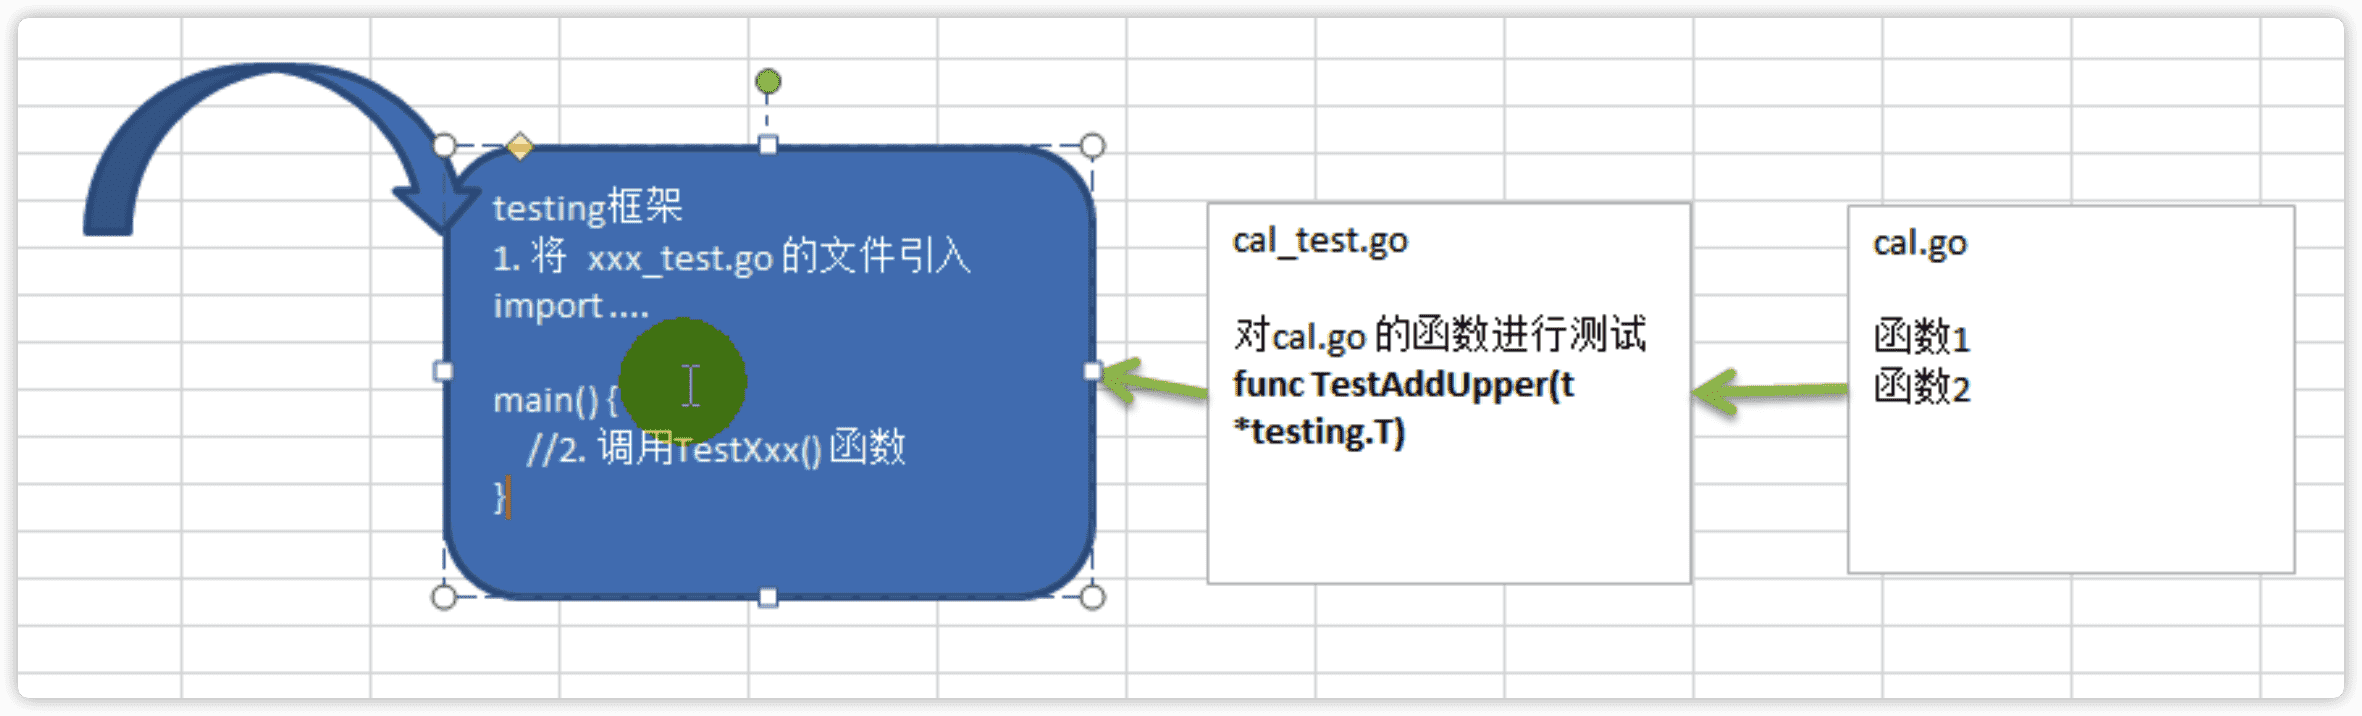 testing框架
1. 将 xxx_test.go 的文件引入
import ....
main() {
//2. 调用TestXxx() 函数
}
cal_test.go
对cal.go 的函数进行测试
func TestAddUpper(t
*testing.T)
cal.go
函数1
函数2